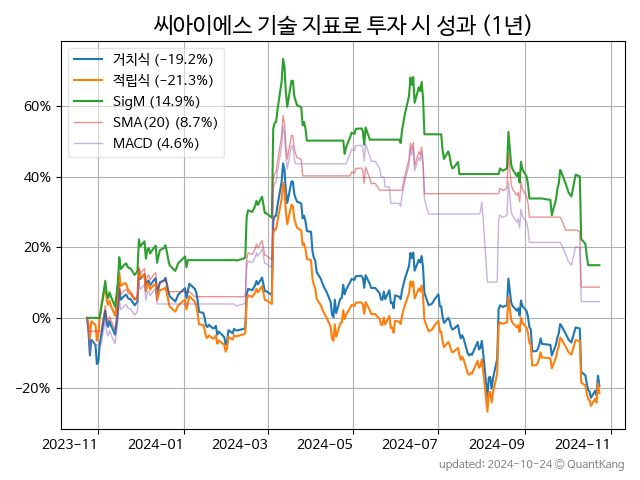 씨아이에스 기술 지표로 투자 시 성과 (1년)
거치식 (−19.2%)
적립식 (−21.3%)
SigM (14.9%)
SMA(20) (8.7%)
MACD (4.6%)
60%
40%
20%
0%
−20%
2023−11 2024−01 2024−03 2024−05 2024−07 2024−09 2024−11
updated: 2024-10-24 © QuantKang